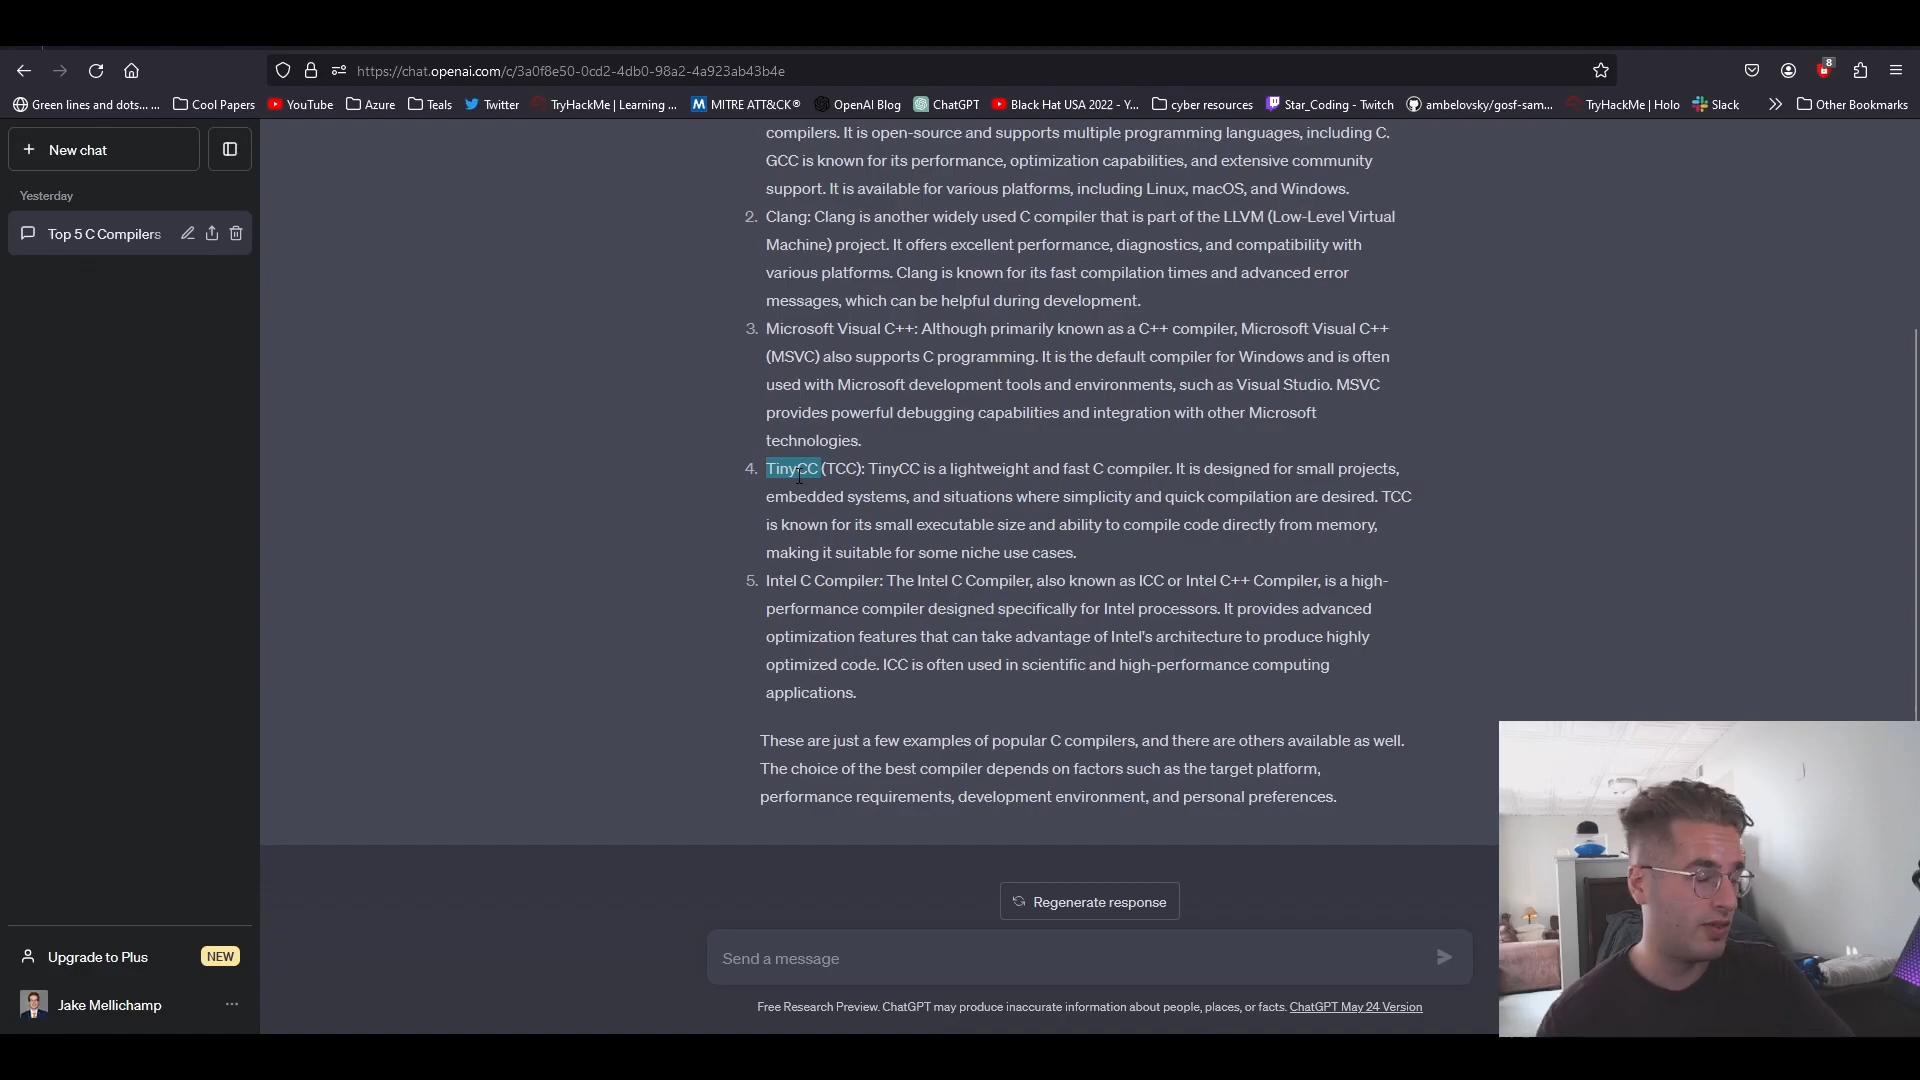 https://chat.openai.com/c/3a0f8e50-0cd2-4db0-98a2-4a923ab43b4e
8
Green lines and dots... ...
Cool Papers
YouTube
Azure
Teals
Twitter
TryHackMe | Learning ...
M MITRE ATT&CK®
OpenAI Blog
ChatGPT
Black Hat USA 2022 - Y...
cyber resources
Star_Coding - Twitch
ambelovsky/gosf-sam...
TryHackMe | Holo
Slack
Other Bookmarks
+ New chat
Yesterday
Top 5 C Compilers
compilers. It is open-source and supports multiple programming languages, including C.
GCC is known for its performance, optimization capabilities, and extensive community
support. It is available for various platforms, including Linux, macOS, and Windows.
2. Clang: Clang is another widely used C compiler that is part of the LLVM (Low-Level Virtual
Machine) project. It offers excellent performance, diagnostics, and compatibility with
various platforms. Clang is known for its fast compilation times and advanced error
messages, which can be helpful during development.
3. Microsoft Visual C++: Although primarily known as a C++ compiler, Microsoft Visual C++
(MSVC) also supports C programming. It is the default compiler for Windows and is often
used with Microsoft development tools and environments, such as Visual Studio. MSVC
provides powerful debugging capabilities and integration with other Microsoft
technologies.
4. TinyCC (TCC): TinyCC is a lightweight and fast C compiler. It is designed for small projects,
embedded systems, and situations where simplicity and quick compilation are desired. TCC
is known for its small executable size and ability to compile code directly from memory,
making it suitable for some niche use cases.
5. Intel C Compiler: The Intel C Compiler, also known as ICC or Intel C++ Compiler, is a high-
performance compiler designed specifically for Intel processors. It provides advanced
optimization features that can take advantage of Intel's architecture to produce highly
optimized code. ICC is often used in scientific and high-performance computing
applications.
These are just a few examples of popular C compilers, and there are others available as well.
The choice of the best compiler depends on factors such as the target platform,
performance requirements, development environment, and personal preferences.
Regenerate response
Send a message
Free Research Preview. ChatGPT may produce inaccurate information about people, places, or facts. ChatGPT May 24 Version
Upgrade to Plus
NEW
Jake Mellichamp